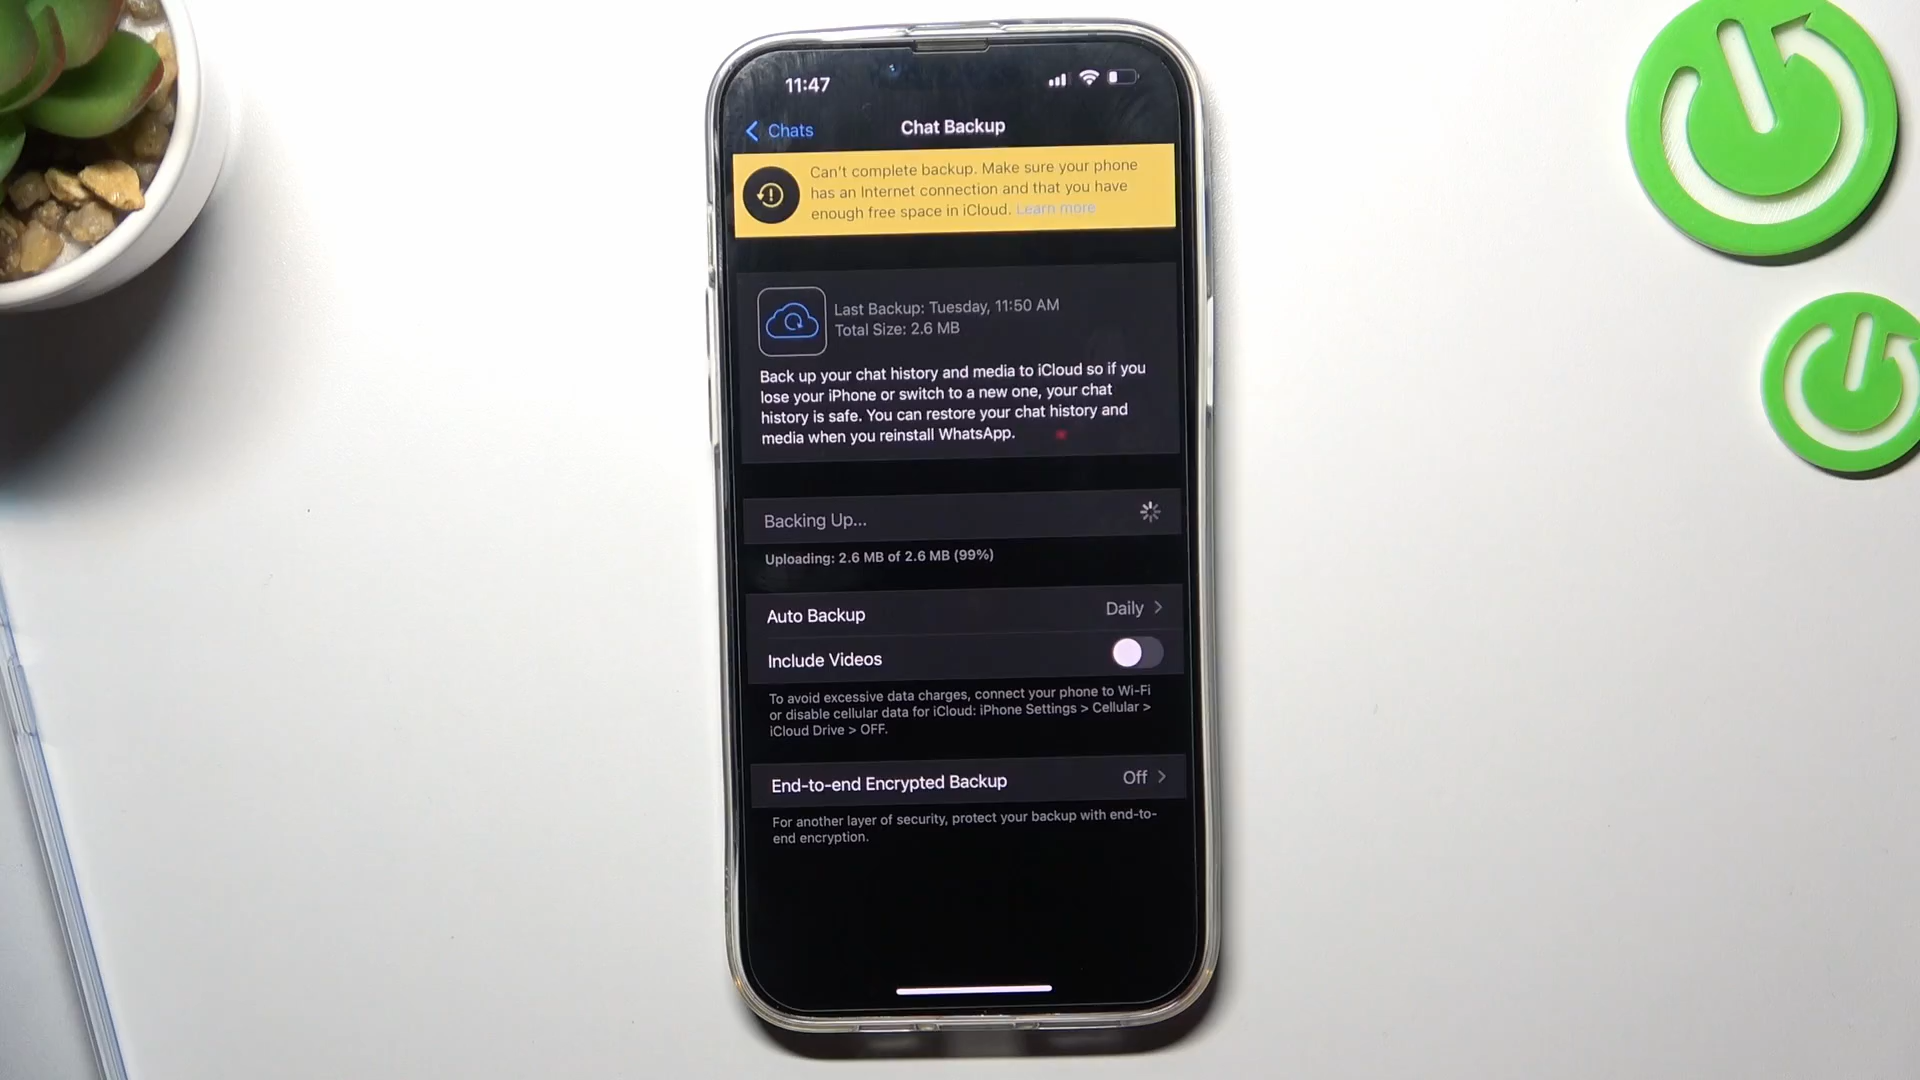 11:47
Chats
Chat Backup
Can't complete backup. Make sure your phone
has an Internet connection and that you have
enough free space in iCloud. Learn more
Last Backup: Tuesday, 11:50 AM
Total Size: 2.6 MB
Back up your chat history and media to iCloud so if you
lose your iPhone or switch to a new one, your chat
history is safe. You can restore your chat history and
media when you reinstall WhatsApp.
Backing Up...
Uploading: 2.6 MB of 2.6 MB (99%)
Auto Backup Daily
Include Videos
To avoid excessive data charges, connect your phone to Wi-Fi
or disable cellular data for iCloud: iPhone Settings > Cellular >
iCloud Drive > OFF.
End-to-end Encrypted Backup Off
For another layer of security, protect your backup with end-to-
end encryption.